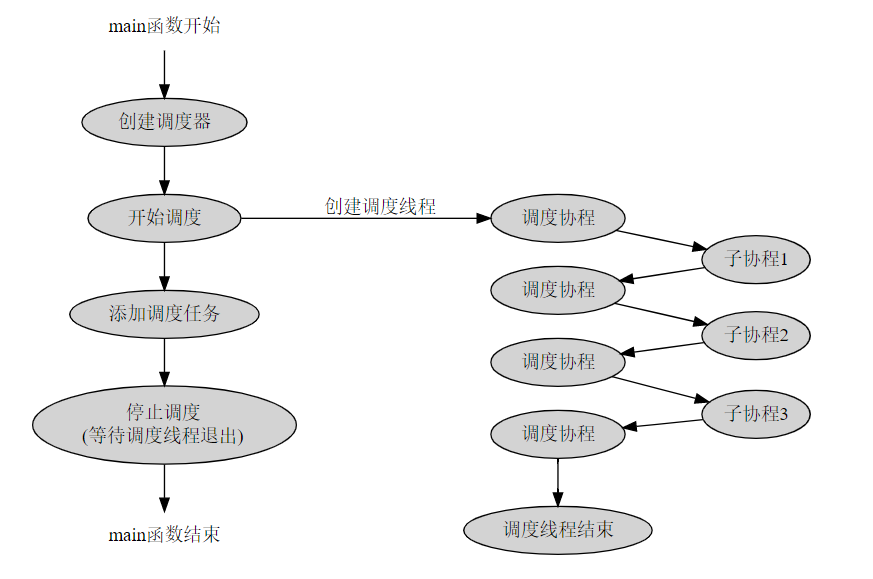 main函数开始
创建调度器
开始调度
创建调度线程
调度协程
子协程1
添加调度任务
调度协程
子协程2
调度协程
停止调度
(等待调度线程退出)
子协程3
调度协程
main函数结束
调度线程结束